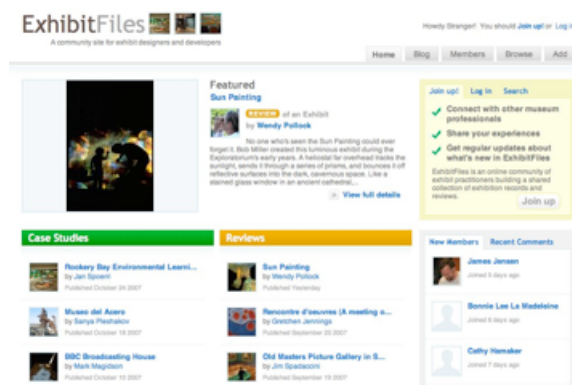 ExhibitFiles
A community site for exhibit designers and developers
Howdy Stranger! You should Join up! or Log in
Home Blog Members Browse Add
Featured
Sun Painting
REVIEW of an Exhibit
by Wendy Pollock
No one who's seen the Sun Painting could ever
forget it. Bob Miller created this luminous exhibit during the
Exploratorium's early years. A heliostat far overhead tracks the
sunlight, sends it through a series of prisms, and bounces it off
reflective surfaces into the dark, cavernous space. Like a
stained glass window in an ancient cathedral,...
View full details
Join up! Log in Search
Connect with other museum
professionals
Share your experiences
Get regular updates about
what's new in ExhibitFiles
ExhibitFiles is an online community of
exhibit practitioners building a shared
collection of exhibition records and
reviews.
Join up
Case Studies
Rookery Bay Environmental Learni...
by Jan Spoerri
Published October 24 2007
Museo del Acero
by Sanya Pleshakov
Published October 18 2007
BBC Broadcasting House
by Mark Magidson
Published October 10 2007
Reviews
Sun Painting
by Wendy Pollock
Published Yesterday
Rencontre d'oeuvres (A meeting o...
by Gretchen Jennings
Published September 20 2007
Old Masters Picture Gallery in S...
by Jim Spadaccini
Published September 19 2007
New Members Recent Comments
James Jensen
Joined 5 days ago
Bonnie Lee La Madeleine
Joined 6 days ago
Cathy Hamaker
Joined 7 days ago